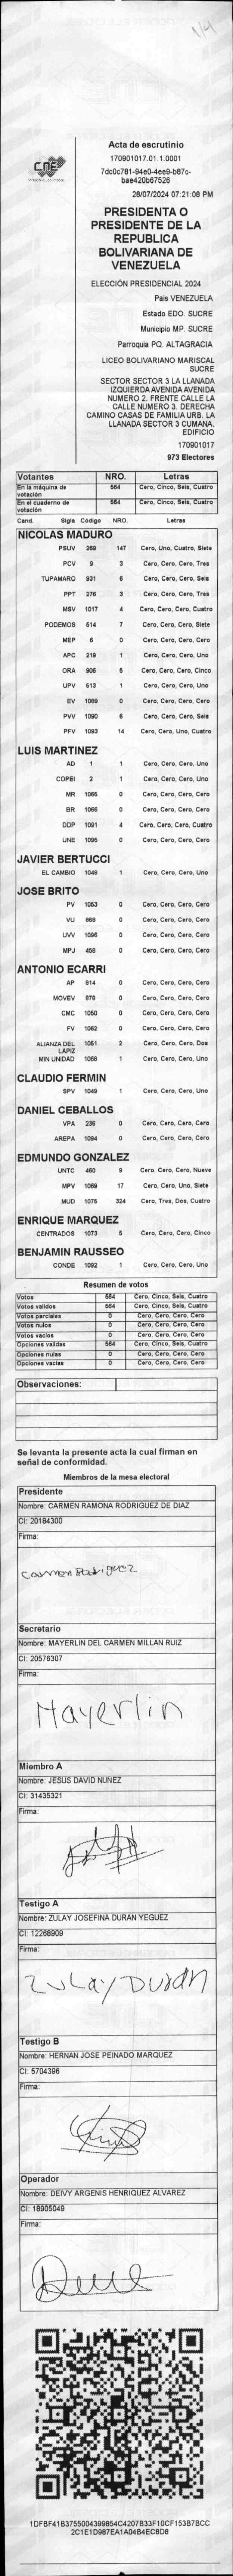 1/4
CNE
Acta de escrutinio
170901017.01.1.0001
7dc0c781-94e0-4ee9-b87c-
bae420b67526
28/07/2024 07:21:08 PM
PRESIDENTA O
PRESIDENTE DE LA
REPUBLICA
BOLIVARIANA DE
VENEZUELA
ELECCIÓN PRESIDENCIAL 2024
Pais VENEZUELA
Estado EDO. SUCRE
Municipio MP. SUCRE
Parroquia PQ. ALTAGRACIA
LICEO BOLIVARIANO MARISCAL
SUCRE
SECTOR SECTOR 3 LA LLANADA
IZQUIERDA AVENIDA AVENIDA
NUMERO 2. FRENTE CALLE LA
CALLE NUMERO 3. DERECHA
CAMINO CASAS DE FAMILIA URB. LA
LLANADA SECTOR 3 CUMANA.
EDIFICIO
170901017
973 Electores
Votantes NRO. Letras
En la máquina de votación 564 Cero, Cinco, Seis, Cuatro
En el cuaderno de votación 564 Cero, Cinco, Seis, Cuatro
Cand. Sigla Código NRO. Letras
NICOLAS MADURO
PSUV 269 147 Cero, Uno, Cuatro, Siete
PCV 9 3 Cero, Cero, Cero, Tres
TUPAMARO 931 6 Cero, Cero, Cero, Seis
PPT 276 3 Cero, Cero, Cero, Tres
MSV 1017 4 Cero, Cero, Cero, Cuatro
PODEMOS 514 7 Cero, Cero, Cero, Siete
MEP 6 0 Cero, Cero, Cero, Cero
APC 219 1 Cero, Cero, Cero, Uno
ORA 906 5 Cero, Cero, Cero, Cinco
UPV 513 1 Cero, Cero, Cero, Uno
EV 1089 0 Cero, Cero, Cero, Cero
PVV 1090 6 Cero, Cero, Cero, Seis
PFV 1093 14 Cero, Cero, Uno, Cuatro
LUIS MARTINEZ
AD 1 1 Cero, Cero, Cero, Uno
COPEI 2 1 Cero, Cero, Cero, Uno
MR 1065 0 Cero, Cero, Cero, Cero
BR 1066 0 Cero, Cero, Cero, Cero
DDP 1091 4 Cero, Cero, Cero, Cuatro
UNE 1095 0 Cero, Cero, Cero, Cero
JAVIER BERTUCCI
EL CAMBIO 1048 1 Cero, Cero, Cero, Uno
JOSE BRITO
PV 1053 0 Cero, Cero, Cero, Cero
VU 868 0 Cero, Cero, Cero, Cero
UVV 1096 0 Cero, Cero, Cero, Cero
MPJ 458 0 Cero, Cero, Cero, Cero
ANTONIO ECARRI
AP 814 0 Cero, Cero, Cero, Cero
MOVEV 879 0 Cero, Cero, Cero, Cero
CMC 1050 0 Cero, Cero, Cero, Cero
FV 1062 0 Cero, Cero, Cero, Cero
ALIANZA DEL LAPIZ 1051 2 Cero, Cero, Cero, Dos
MIN UNIDAD 1068 1 Cero, Cero, Cero, Uno
CLAUDIO FERMIN
SPV 1049 1 Cero, Cero, Cero, Uno
DANIEL CEBALLOS
VPA 236 0 Cero, Cero, Cero, Cero
AREPA 1094 0 Cero, Cero, Cero, Cero
EDMUNDO GONZALEZ
UNTC 460 9 Cero, Cero, Cero, Nueve
MPV 1069 17 Cero, Cero, Uno, Siete
MUD 1075 324 Cero, Tres, Dos, Cuatro
ENRIQUE MARQUEZ
CENTRADOS 1073 5 Cero, Cero, Cero, Cinco
BENJAMIN RAUSSEO
CONDE 1092 1 Cero, Cero, Cero, Uno
Resumen de votos
Votos 564 Cero, Cinco, Seis, Cuatro
Votos validos 564 Cero, Cinco, Seis, Cuatro
Votos parciales 0 Cero, Cero, Cero, Cero
Votos nulos 0 Cero, Cero, Cero, Cero
Votos vacios 0 Cero, Cero, Cero, Cero
Opciones validas 564 Cero, Cinco, Seis, Cuatro
Opciones nulas 0 Cero, Cero, Cero, Cero
Opciones vacias 0 Cero, Cero, Cero, Cero
Observaciones:
Se levanta la presente acta la cual firman en
señal de conformidad.
Miembros de la mesa electoral
Presidente
Nombre: CARMEN RAMONA RODRIGUEZ DE DIAZ
CI: 20184300
Firma:
Carmen Rodriguez
Secretario
Nombre: MAYERLIN DEL CARMEN MILLAN RUIZ
CI: 20576307
Firma:
Mayerlin
Miembro A
Nombre: JESUS DAVID NUNEZ
CI: 31435321
Firma:
Testigo A
Nombre: ZULAY JOSEFINA DURAN YEGUEZ
CI: 12268909
Firma:
Zulay Duran
Testigo B
Nombre: HERNAN JOSE PEINADO MARQUEZ
CI: 5704396
Firma:
Operador
Nombre: DEIVY ARGENIS HENRIQUEZ ALVAREZ
CI: 18905049
Firma:
1DFBF41B3755004399854C4207B33F10CF153B7BCC
2C1E1D987EA1A04B4EC8D8